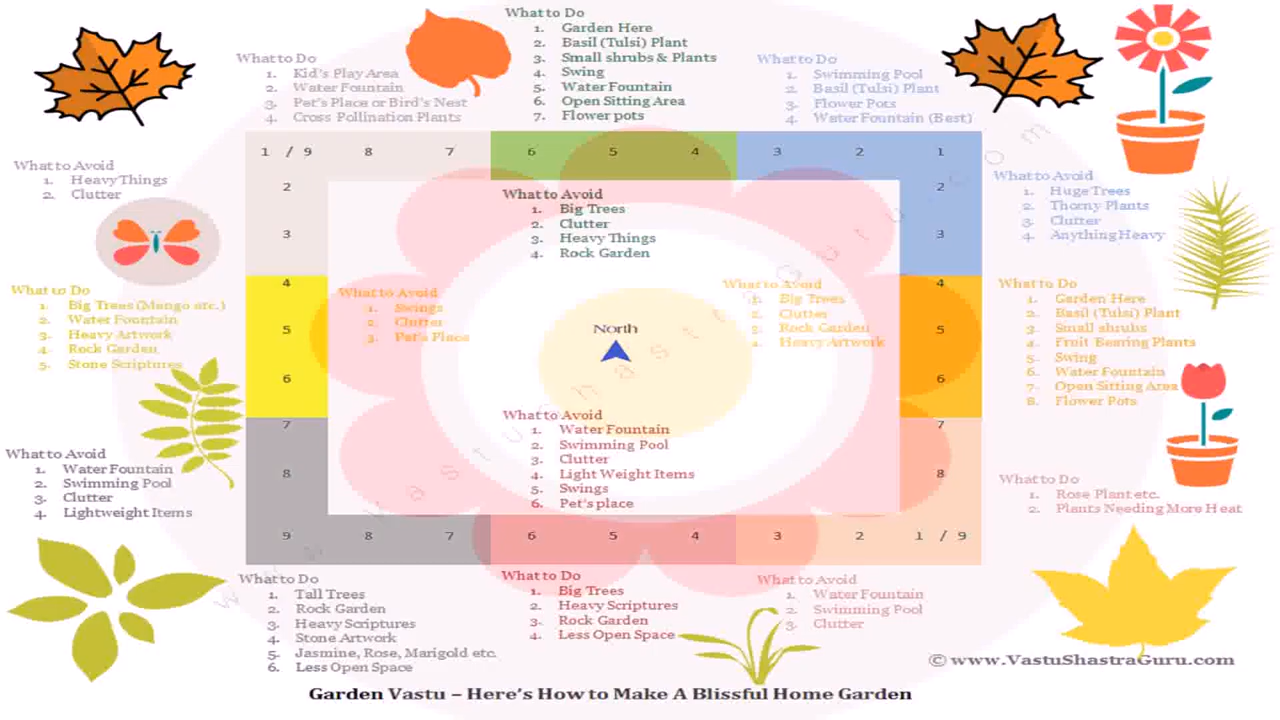 What to Do
1. Garden Here
2. Basil (Tulsi) Plant
3. Small shrubs & Plants
4. Swing
5. Water Fountain
6. Open Sitting Area
7. Flower pots
What to Do
1. Kid's Play Area
2. Water Fountain
3. Pet's Place or Bird's Nest
4. Cross Pollination Plants
What to Do
1. Swimming Pool
2. Basil (Tulsi) Plant
3. Flower Pots
4. Water Fountain (Best)
1 / 9 8 7 6 5 4 3 2 1
2 3 4 5 6 7 8 9
2 3 4 5 6 7 8
8 7 6 5 4 3 2 1 / 9
What to Avoid
1. Heavy Things
2. Clutter
What to Avoid
1. Big Trees
2. Clutter
3. Heavy Things
4. Rock Garden
What to Avoid
1. Huge Trees
2. Thorny Plants
3. Clutter
4. Anything Heavy
What to Do
1. Big Trees (Mango etc.)
2. Water Fountain
3. Heavy Artwork
4. Rock Garden
5. Stone Scriptures
What to Avoid
1. Swings
2. Clutter
3. Pet's Place
North
What to Avoid
1. Big Trees
2. Clutter
3. Rock Garden
4. Heavy Artwork
What to Do
1. Garden Here
2. Basil (Tulsi) Plant
3. Small shrubs
4. Fruit Bearing Plants
5. Swing
6. Water Fountain
7. Open Sitting Area
8. Flower Pots
What to Avoid
1. Water Fountain
2. Swimming Pool
3. Clutter
4. Light Weight Items
5. Swings
6. Pet's place
What to Avoid
1. Water Fountain
2. Swimming Pool
3. Clutter
4. Lightweight Items
What to Do
1. Rose Plant etc.
2. Plants Needing More Heat
What to Do
1. Tall Trees
2. Rock Garden
3. Heavy Scriptures
4. Stone Artwork
5. Jasmine, Rose, Marigold etc.
6. Less Open Space
What to Do
1. Big Trees
2. Heavy Scriptures
3. Rock Garden
4. Less Open Space
What to Avoid
1. Water Fountain
2. Swimming Pool
3. Clutter
© www.VastuShastraGuru.com
Garden Vastu – Here's How to Make A Blissful Home Garden